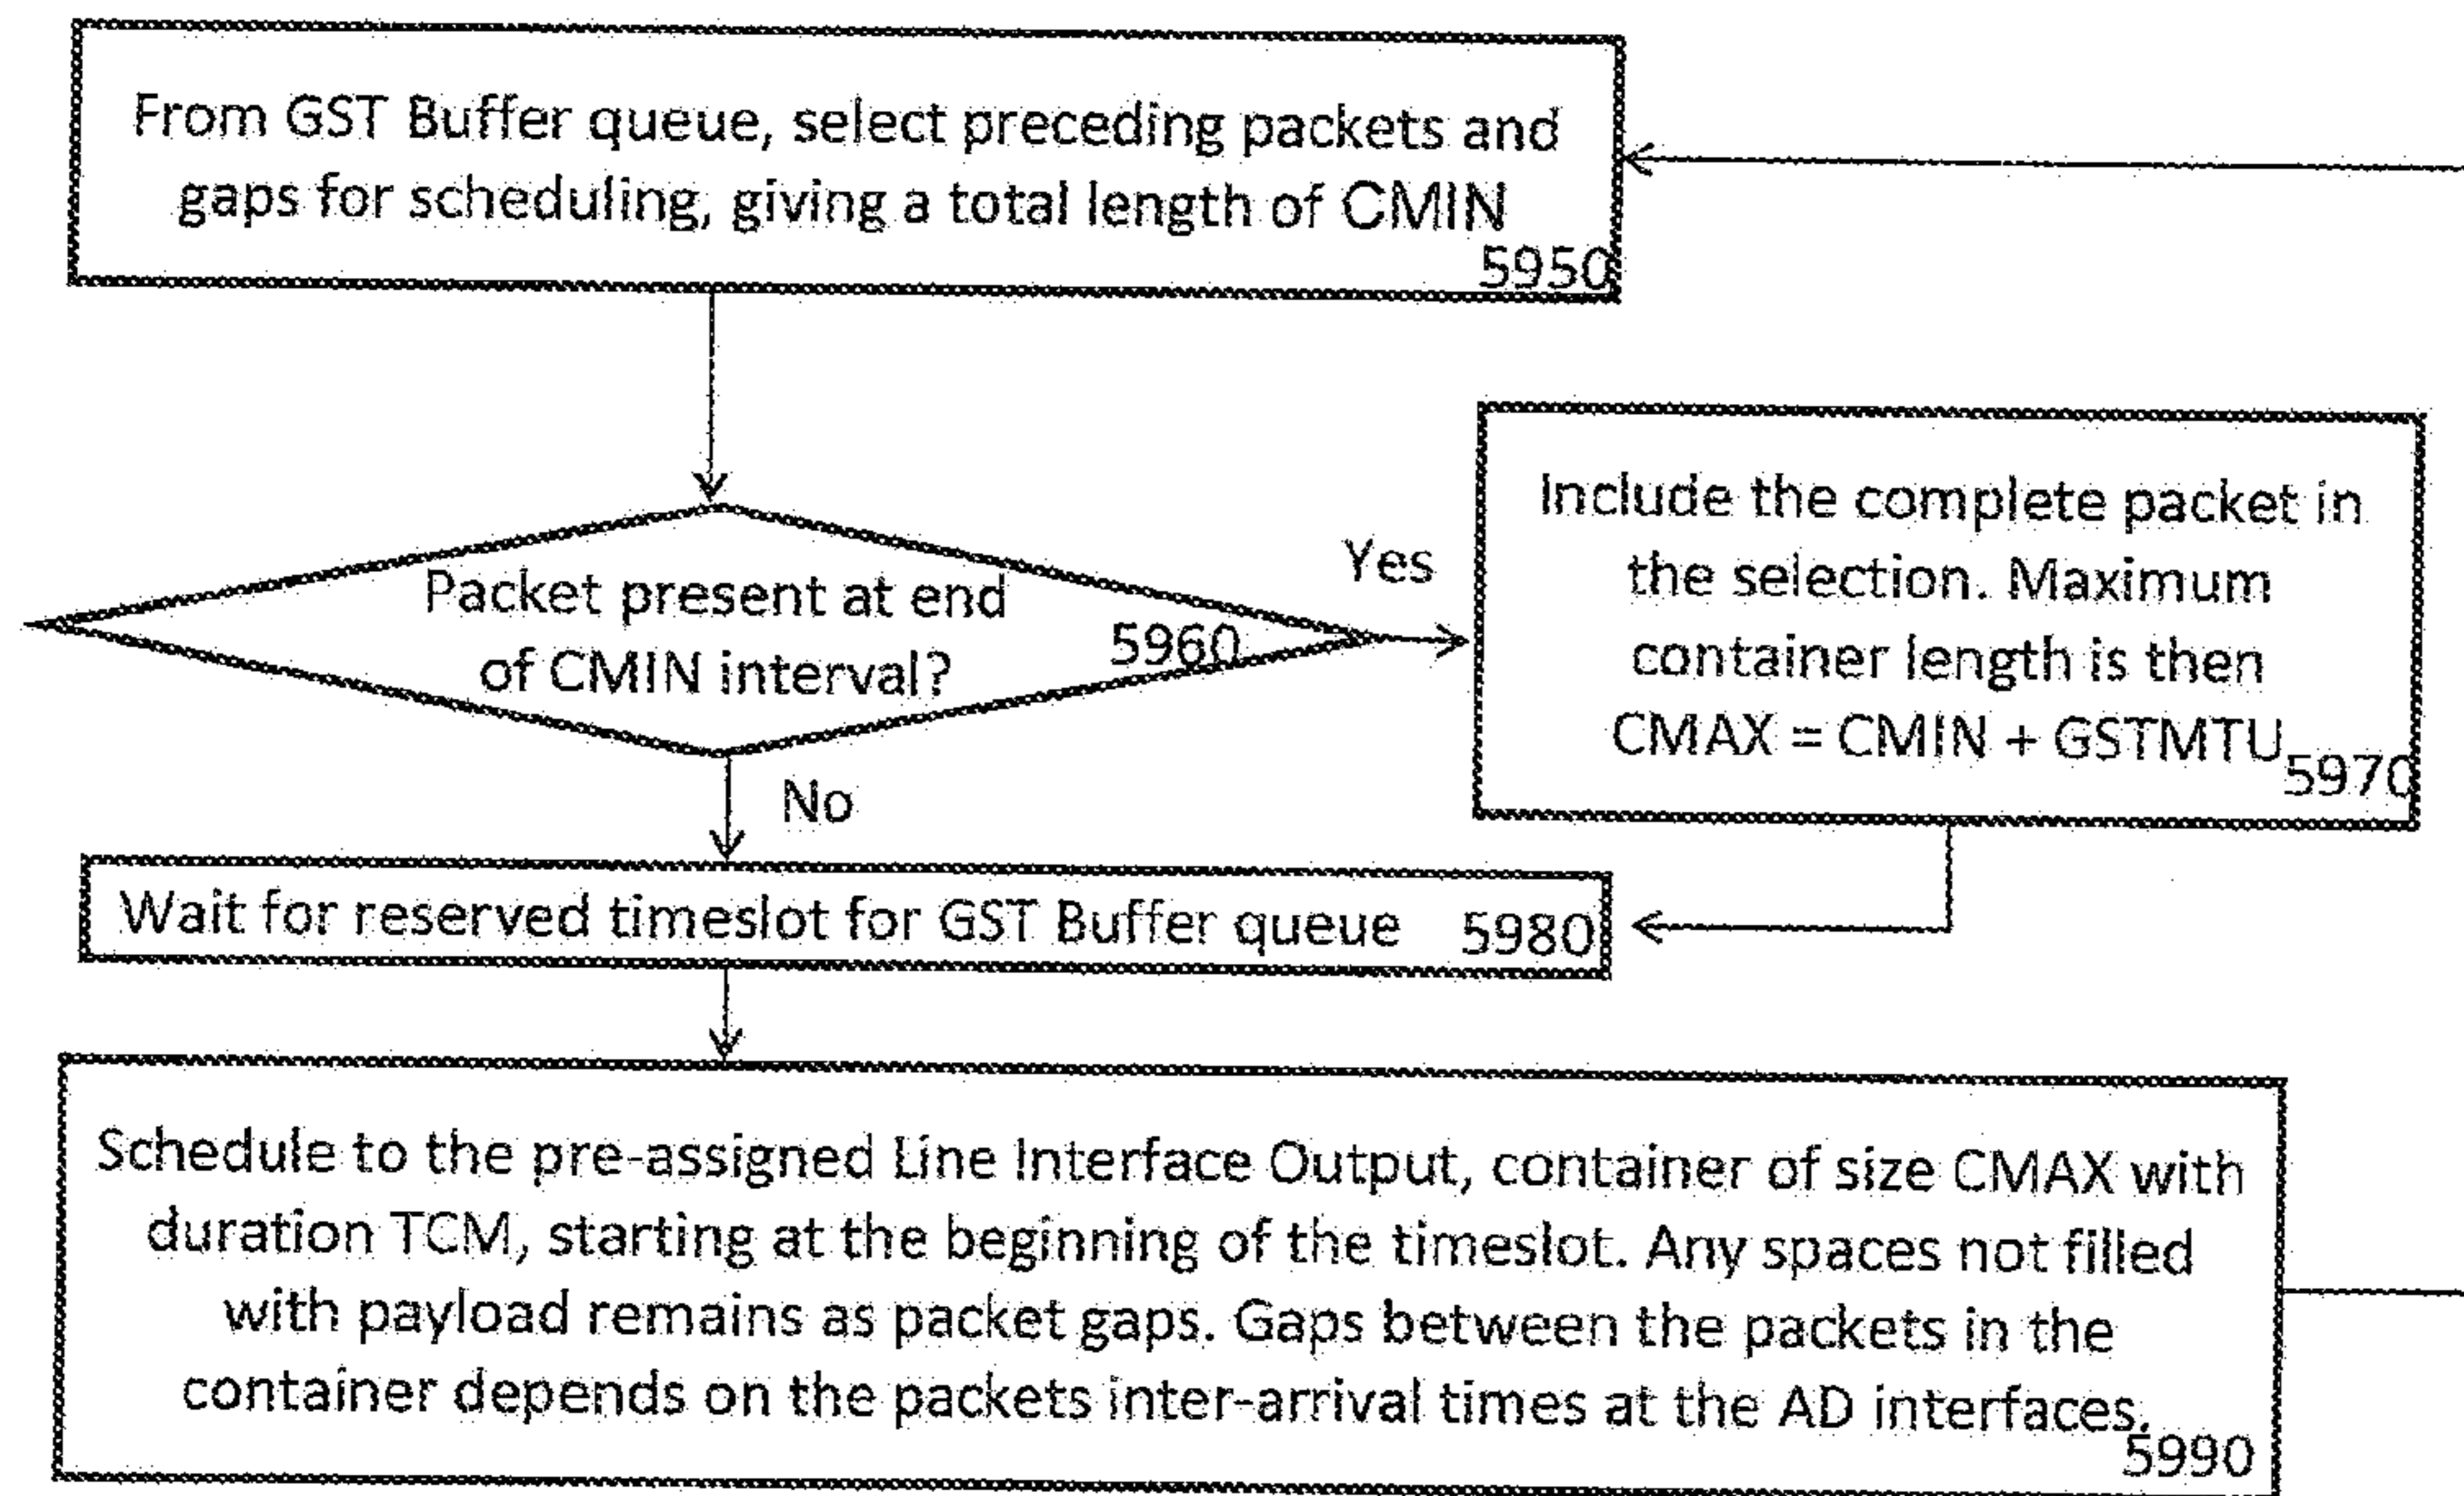 From GST Buffer queue, select preceding packets and
gaps for scheduling, giving a total length of CMIN
5950
Packet present at end
of CMIN interval?
5960
Yes
Include the complete packet in
the selection. Maximum
container length is then
CMAX = CMIN + GSTMTU
5970
No
Wait for reserved timeslot for GST Buffer queue 5980
Schedule to the pre-assigned Line Interface Output, container of size CMAX with
duration TCM, starting at the beginning of the timeslot. Any spaces not filled
with payload remains as packet gaps. Gaps between the packets in the
container depends on the packets inter-arrival times at the AD interfaces.
5990